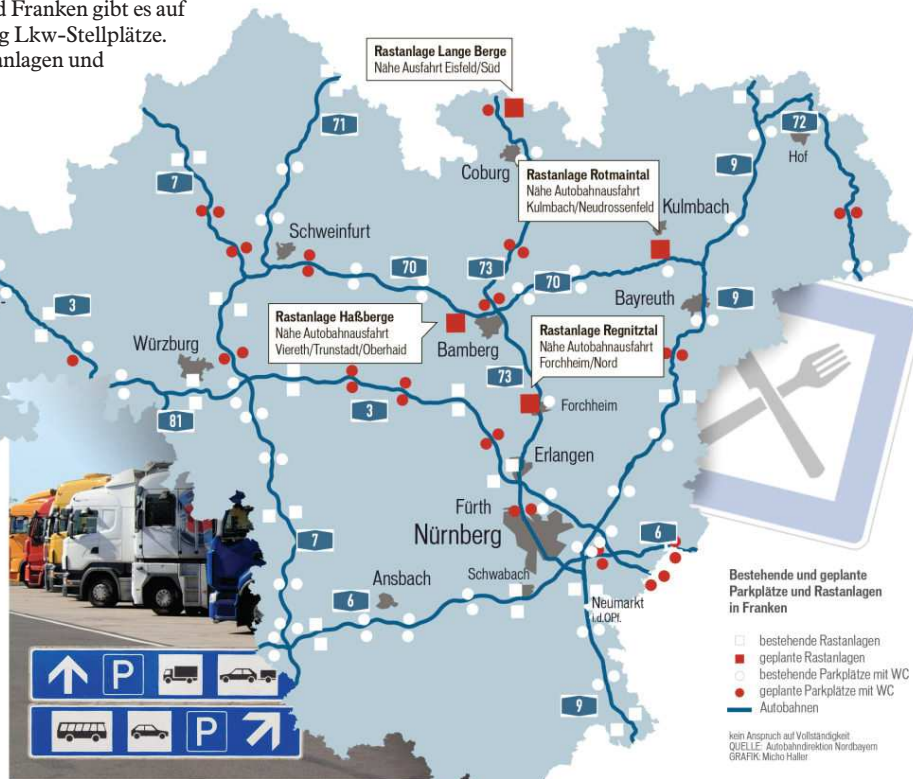 d Franken gibt es auf
g Lkw-Stellplätze.
anlagen und
Rastanlage Lange Berge
Nähe Ausfahrt Eisfeld/Süd
71
72
7
9
Hof
Coburg
Rastanlage Rotmaintal
Nähe Autobahnausfahrt
Kulmbach/Neudrossenfeld
Kulmbach
Schweinfurt
70
73
70
3
Bayreuth
9
Rastanlage Haßberge
Nähe Autobahnausfahrt
Viereth/Trunstadt/Oberhaid
Rastanlage Regnitztal
Nähe Autobahnausfahrt
Forchheim/Nord
Würzburg
Bamberg
73
81
3
Forchheim
Erlangen
Fürth
Nürnberg
7
6
Schwabach
Ansbach
6
Neumarkt
i.d.OPf.
9
P
P
Bestehende und geplante
Parkplätze und Rastanlagen
in Franken
bestehende Rastanlagen
geplante Rastanlagen
bestehende Parkplätze mit WC
geplante Parkplätze mit WC
Autobahnen
kein Anspruch auf Vollständigkeit
QUELLE: Autobahndirektion Nordbayern
GRAFIK: Micho Haller